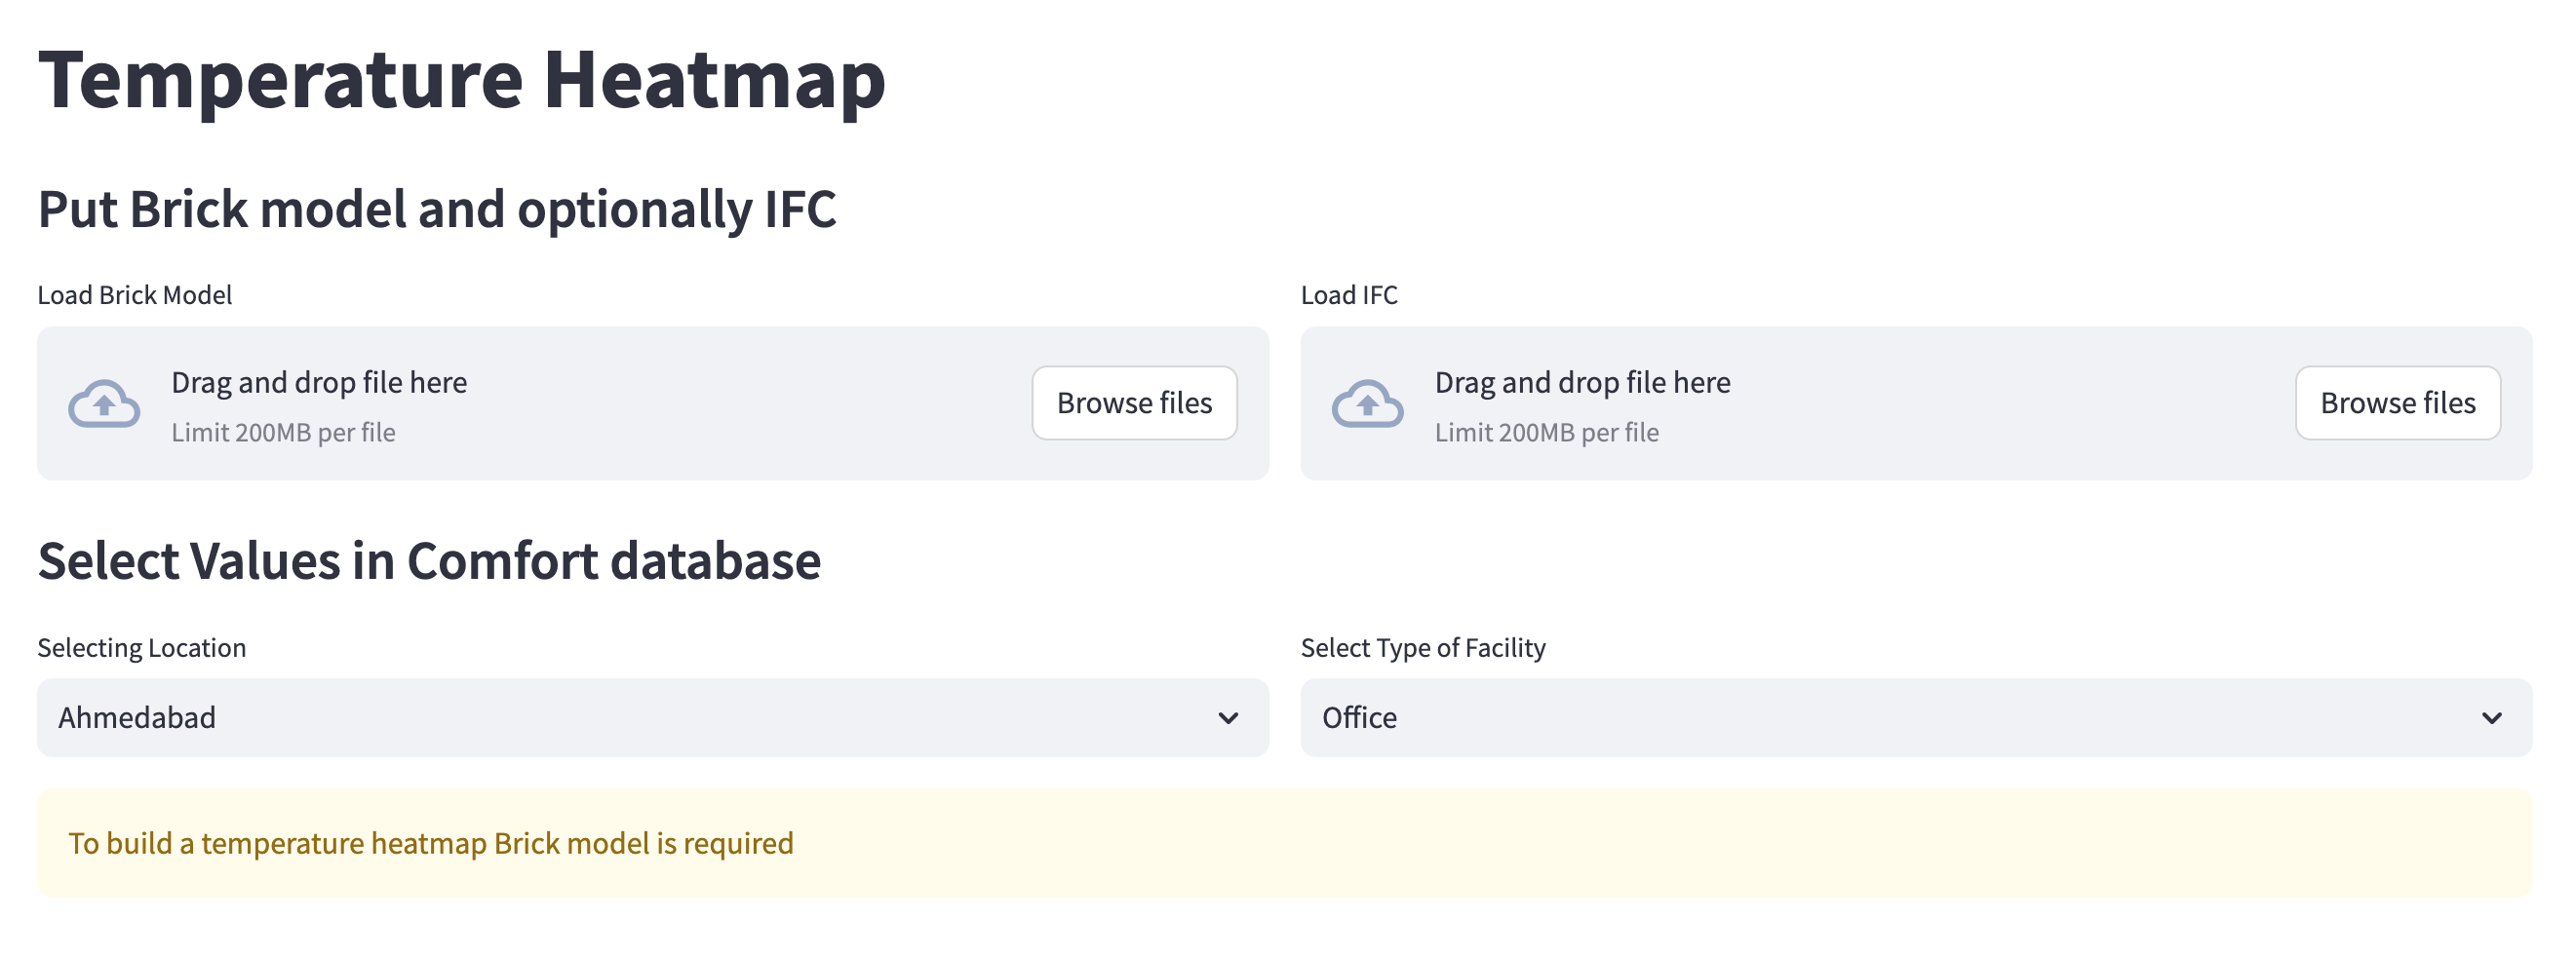 Temperature Heatmap
Put Brick model and optionally IFC
Load Brick Model
Drag and drop file here
Limit 200MB per file
Browse files
Load IFC
Drag and drop file here
Limit 200MB per file
Browse files
Select Values in Comfort database
Selecting Location
Ahmedabad
Select Type of Facility
Office
To build a temperature heatmap Brick model is required